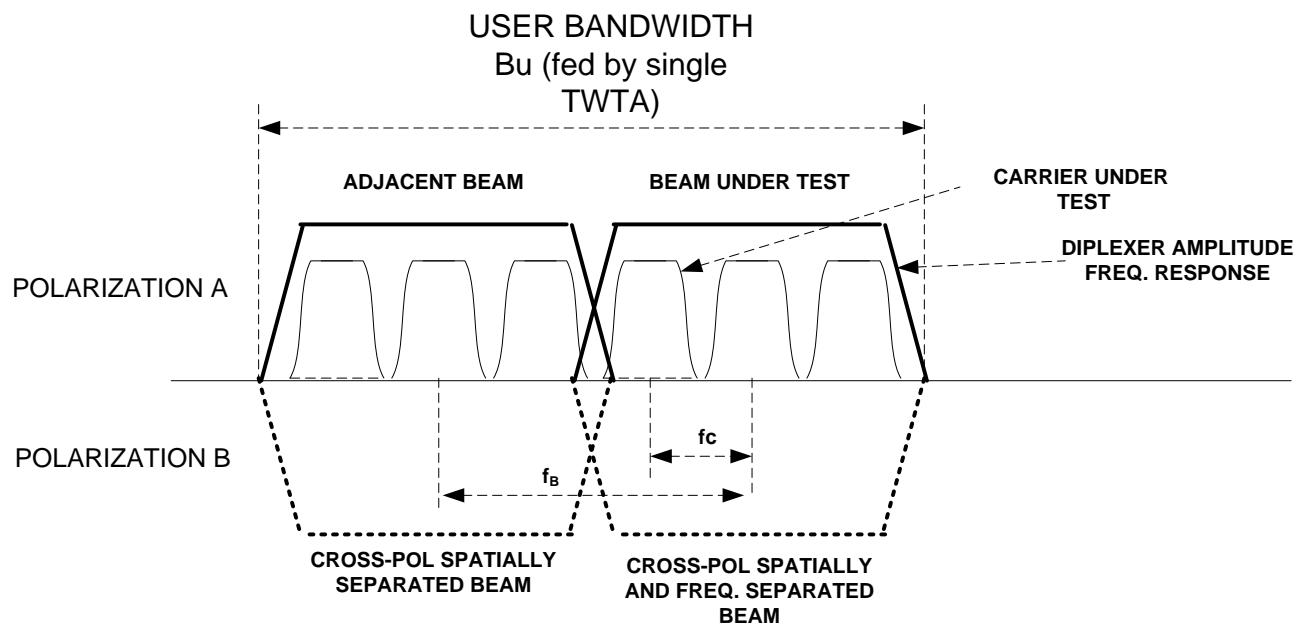 USER BANDWIDTH
Bu (fed by single
TWTA)
ADJACENT BEAM
BEAM UNDER TEST
CARRIER UNDER
TEST
DIPLEXER AMPLITUDE
FREQ. RESPONSE
POLARIZATION A
POLARIZATION B
fc
fB
CROSS-POL SPATIALLY
SEPARATED BEAM
CROSS-POL SPATIALLY
AND FREQ. SEPARATED
BEAM